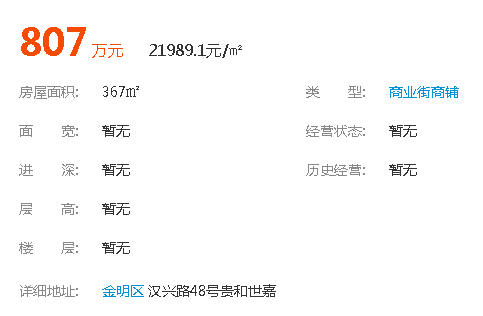 807 万元 21989.1元/㎡
房屋面积: 367㎡ 类 型: 商业街商铺
面 宽: 暂无 经营状态: 暂无
进 深: 暂无 历史经营: 暂无
层 高: 暂无
楼 层: 暂无
详细地址: 金明区 汉兴路48号贵和世嘉